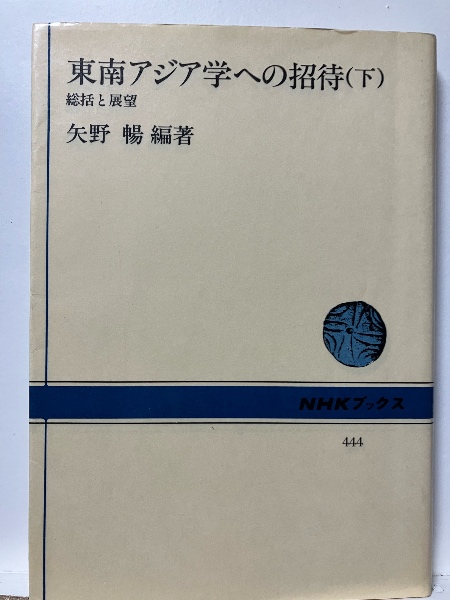 東南アジア学への招待(下)
総括と展望
矢野 暢 編著
NHKブックス
444